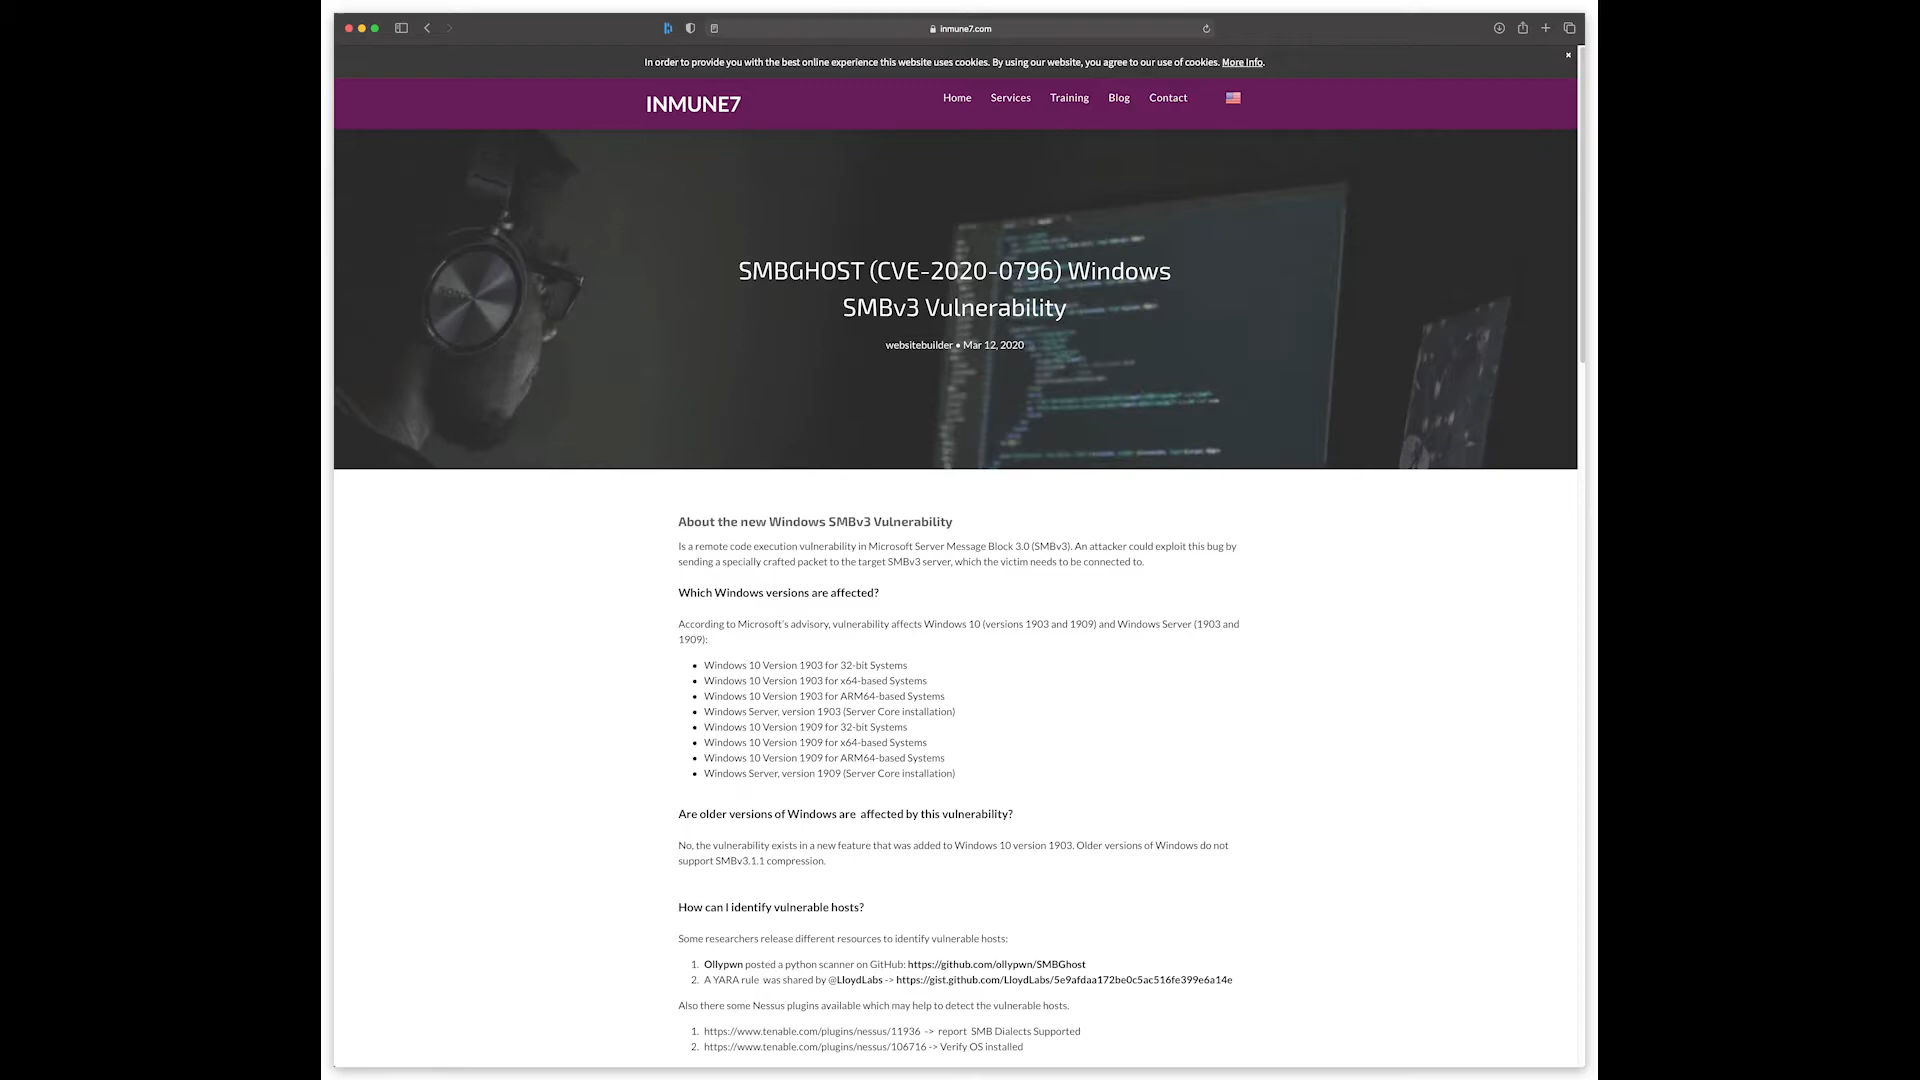 inmune7.com
In order to provide you with the best online experience this website uses cookies. By using our website, you agree to our use of cookies. More Info.
INMUNE7
Home Services Training Blog Contact
SMBGHOST (CVE-2020-0796) Windows
SMBv3 Vulnerability
websitebuilder • Mar 12, 2020
About the new Windows SMBv3 Vulnerability
Is a remote code execution vulnerability in Microsoft Server Message Block 3.0 (SMBv3). An attacker could exploit this bug by
sending a specially crafted packet to the target SMBv3 server, which the victim needs to be connected to.
Which Windows versions are affected?
According to Microsoft's advisory, vulnerability affects Windows 10 (versions 1903 and 1909) and Windows Server (1903 and
1909):
• Windows 10 Version 1903 for 32-bit Systems
• Windows 10 Version 1903 for x64-based Systems
• Windows 10 Version 1903 for ARM64-based Systems
• Windows Server, version 1903 (Server Core installation)
• Windows 10 Version 1909 for 32-bit Systems
• Windows 10 Version 1909 for x64-based Systems
• Windows 10 Version 1909 for ARM64-based Systems
• Windows Server, version 1909 (Server Core installation)
Are older versions of Windows are affected by this vulnerability?
No, the vulnerability exists in a new feature that was added to Windows 10 version 1903. Older versions of Windows do not
support SMBv3.1.1 compression.
How can I identify vulnerable hosts?
Some researchers release different resources to identify vulnerable hosts:
1. Ollypwn posted a python scanner on GitHub: https://github.com/ollypwn/SMBGhost
2. A YARA rule was shared by @LloydLabs -> https://gist.github.com/LloydLabs/5e9afdaa172be0c5ac516fe399e6a14e
Also there some Nessus plugins available which may help to detect the vulnerable hosts.
1. https://www.tenable.com/plugins/nessus/11936 -> report SMB Dialects Supported
2. https://www.tenable.com/plugins/nessus/106716 -> Verify OS installed